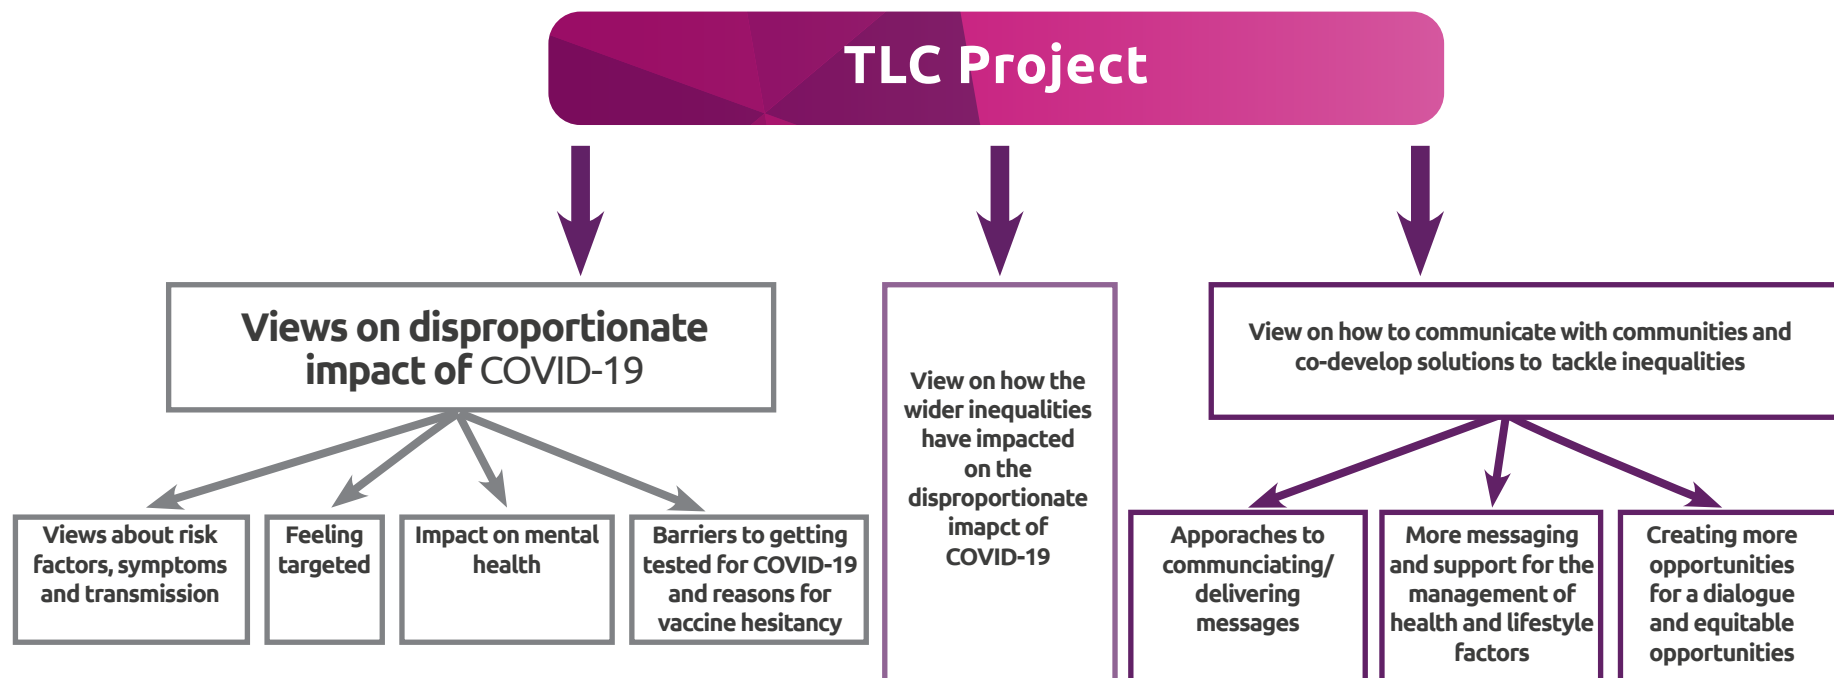 TLC Project
Views on disproportionate
impact of COVID-19
Views about risk
factors, symptoms
and transmission
Feeling
targeted
Impact on mental
health
Barriers to getting
tested for COVID-19
and reasons for
vaccine hesitancy
View on how the
wider inequalities
have impacted
on the
disproportionate
imapct of
COVID-19
View on how to communicate with communities and
co-develop solutions to  tackle inequalities
Apporaches to
communciating/
delivering
messages
More messaging
and support for the
management of
health and lifestyle
factors
Creating more
opportunities
for a dialogue
and equitable
opportunities